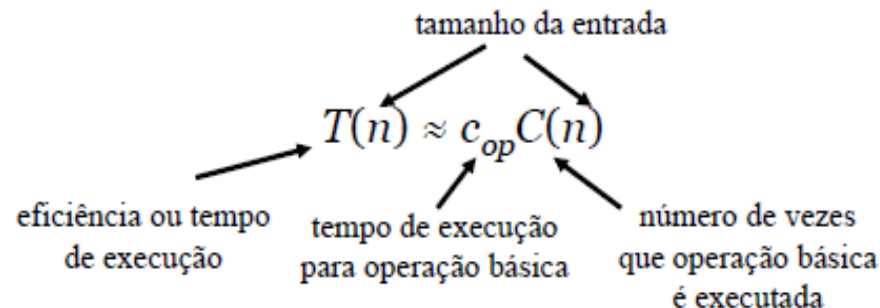 tamanho da entrada
T(n) ≈ c_op C(n)
eficiência ou tempo
de execução
tempo de execução
para operação básica
número de vezes
que operação básica
é executada